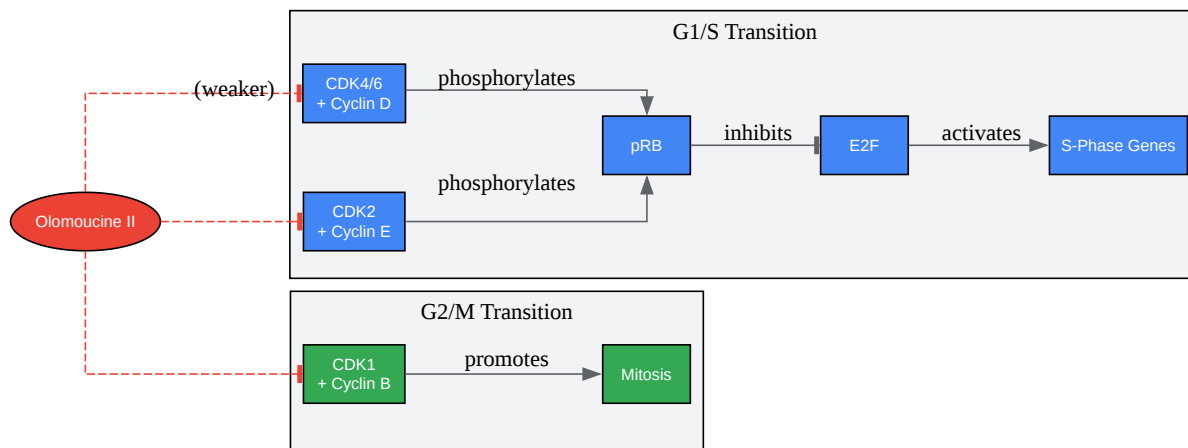 G1/S Transition
(weaker)
CDK4/6
+ Cyclin D
phosphorylates
pRB
inhibits
E2F
activates
S-Phase Genes
phosphorylates
Olomoucine II
CDK2
+ Cyclin E
G2/M Transition
CDK1
+ Cyclin B
promotes
Mitosis